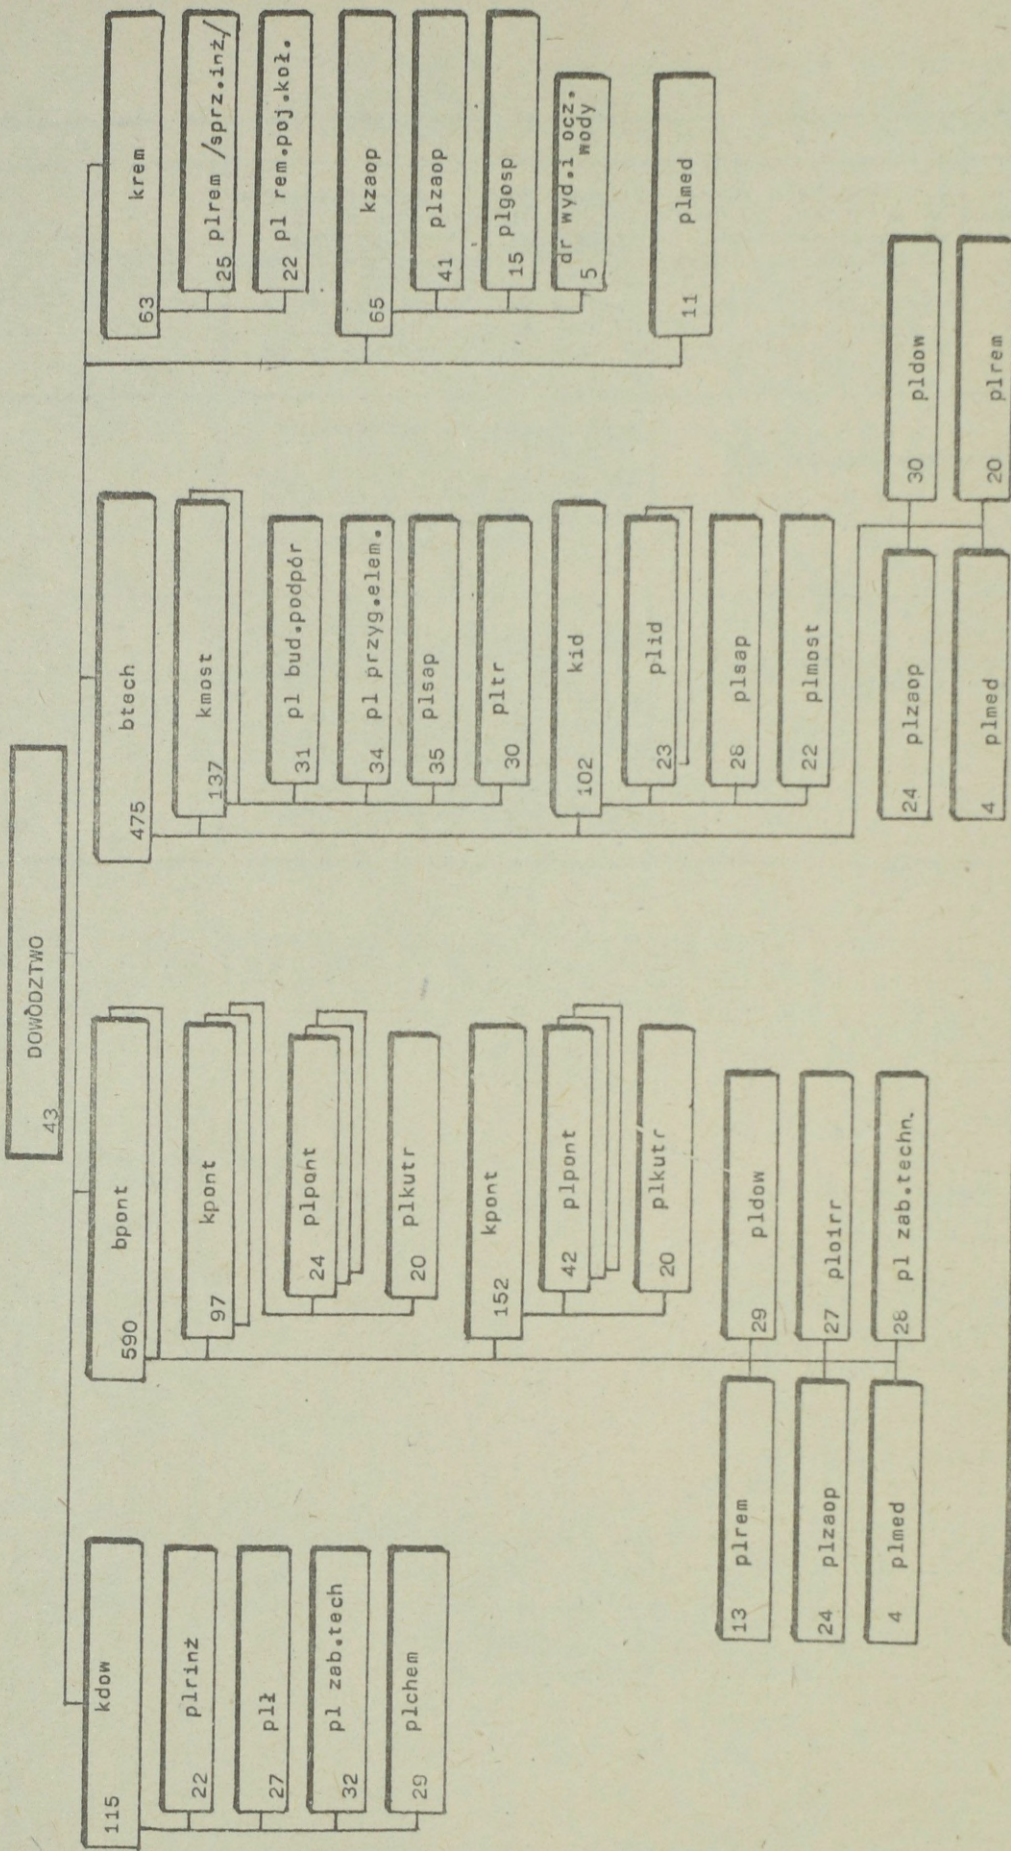 DOWÓDZTWO
43
kdow
115
plrinż
22
plł
27
pl zab.tech
32
plchem
29
bpont
590
kpont
97
plpont
24
plkutr
20
kpont
152
plpont
42
plkutr
20
13 plrem
29 pldow
24 plzaop
27 ploirr
4 plmed
28 pl zab.techn.
btech
475
kmost
137
31 pl bud.podpór
34 pl przyg.elem.
35 plsap
30 pltr
kid
102
23 plid
28 plsap
22 plmost
24 plzaop
30 pldow
4 plmed
20 plrem
krem
63
25 plrem /sprz.inż/
22 pl rem.poj.koł.
kzaop
65
41 plzaop
15 plgosp
dr wyd.i ocz.
5 wody
11 plmed